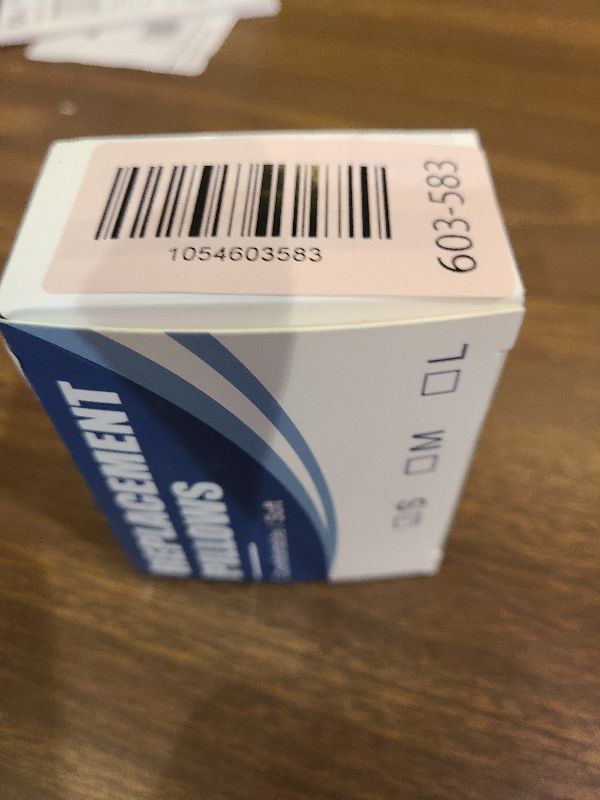 1054603583
603-583
REPLACEMENT
PILLOWS
S
M
L